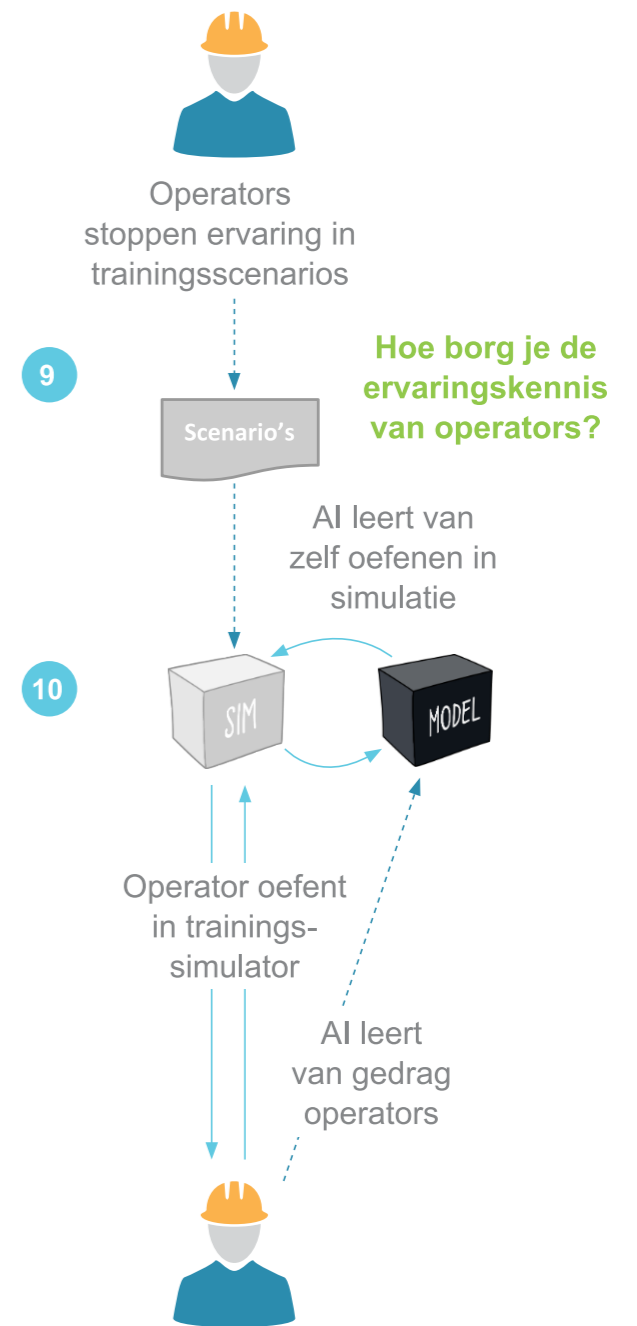 Operators
stoppen ervaring in
trainingsscenarios
9
Hoe borg je de
ervaringskennis
van operators?
Scenario's
AI leert van
zelf oefenen in
simulatie
10
SIM
MODEL
Operator oefent
in trainings-
simulator
AI leert
van gedrag
operators